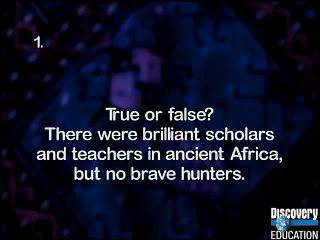 1.
True or false?
There were brilliant scholars
and teachers in ancient Africa,
but no brave hunters.
Discovery
EDUCATION